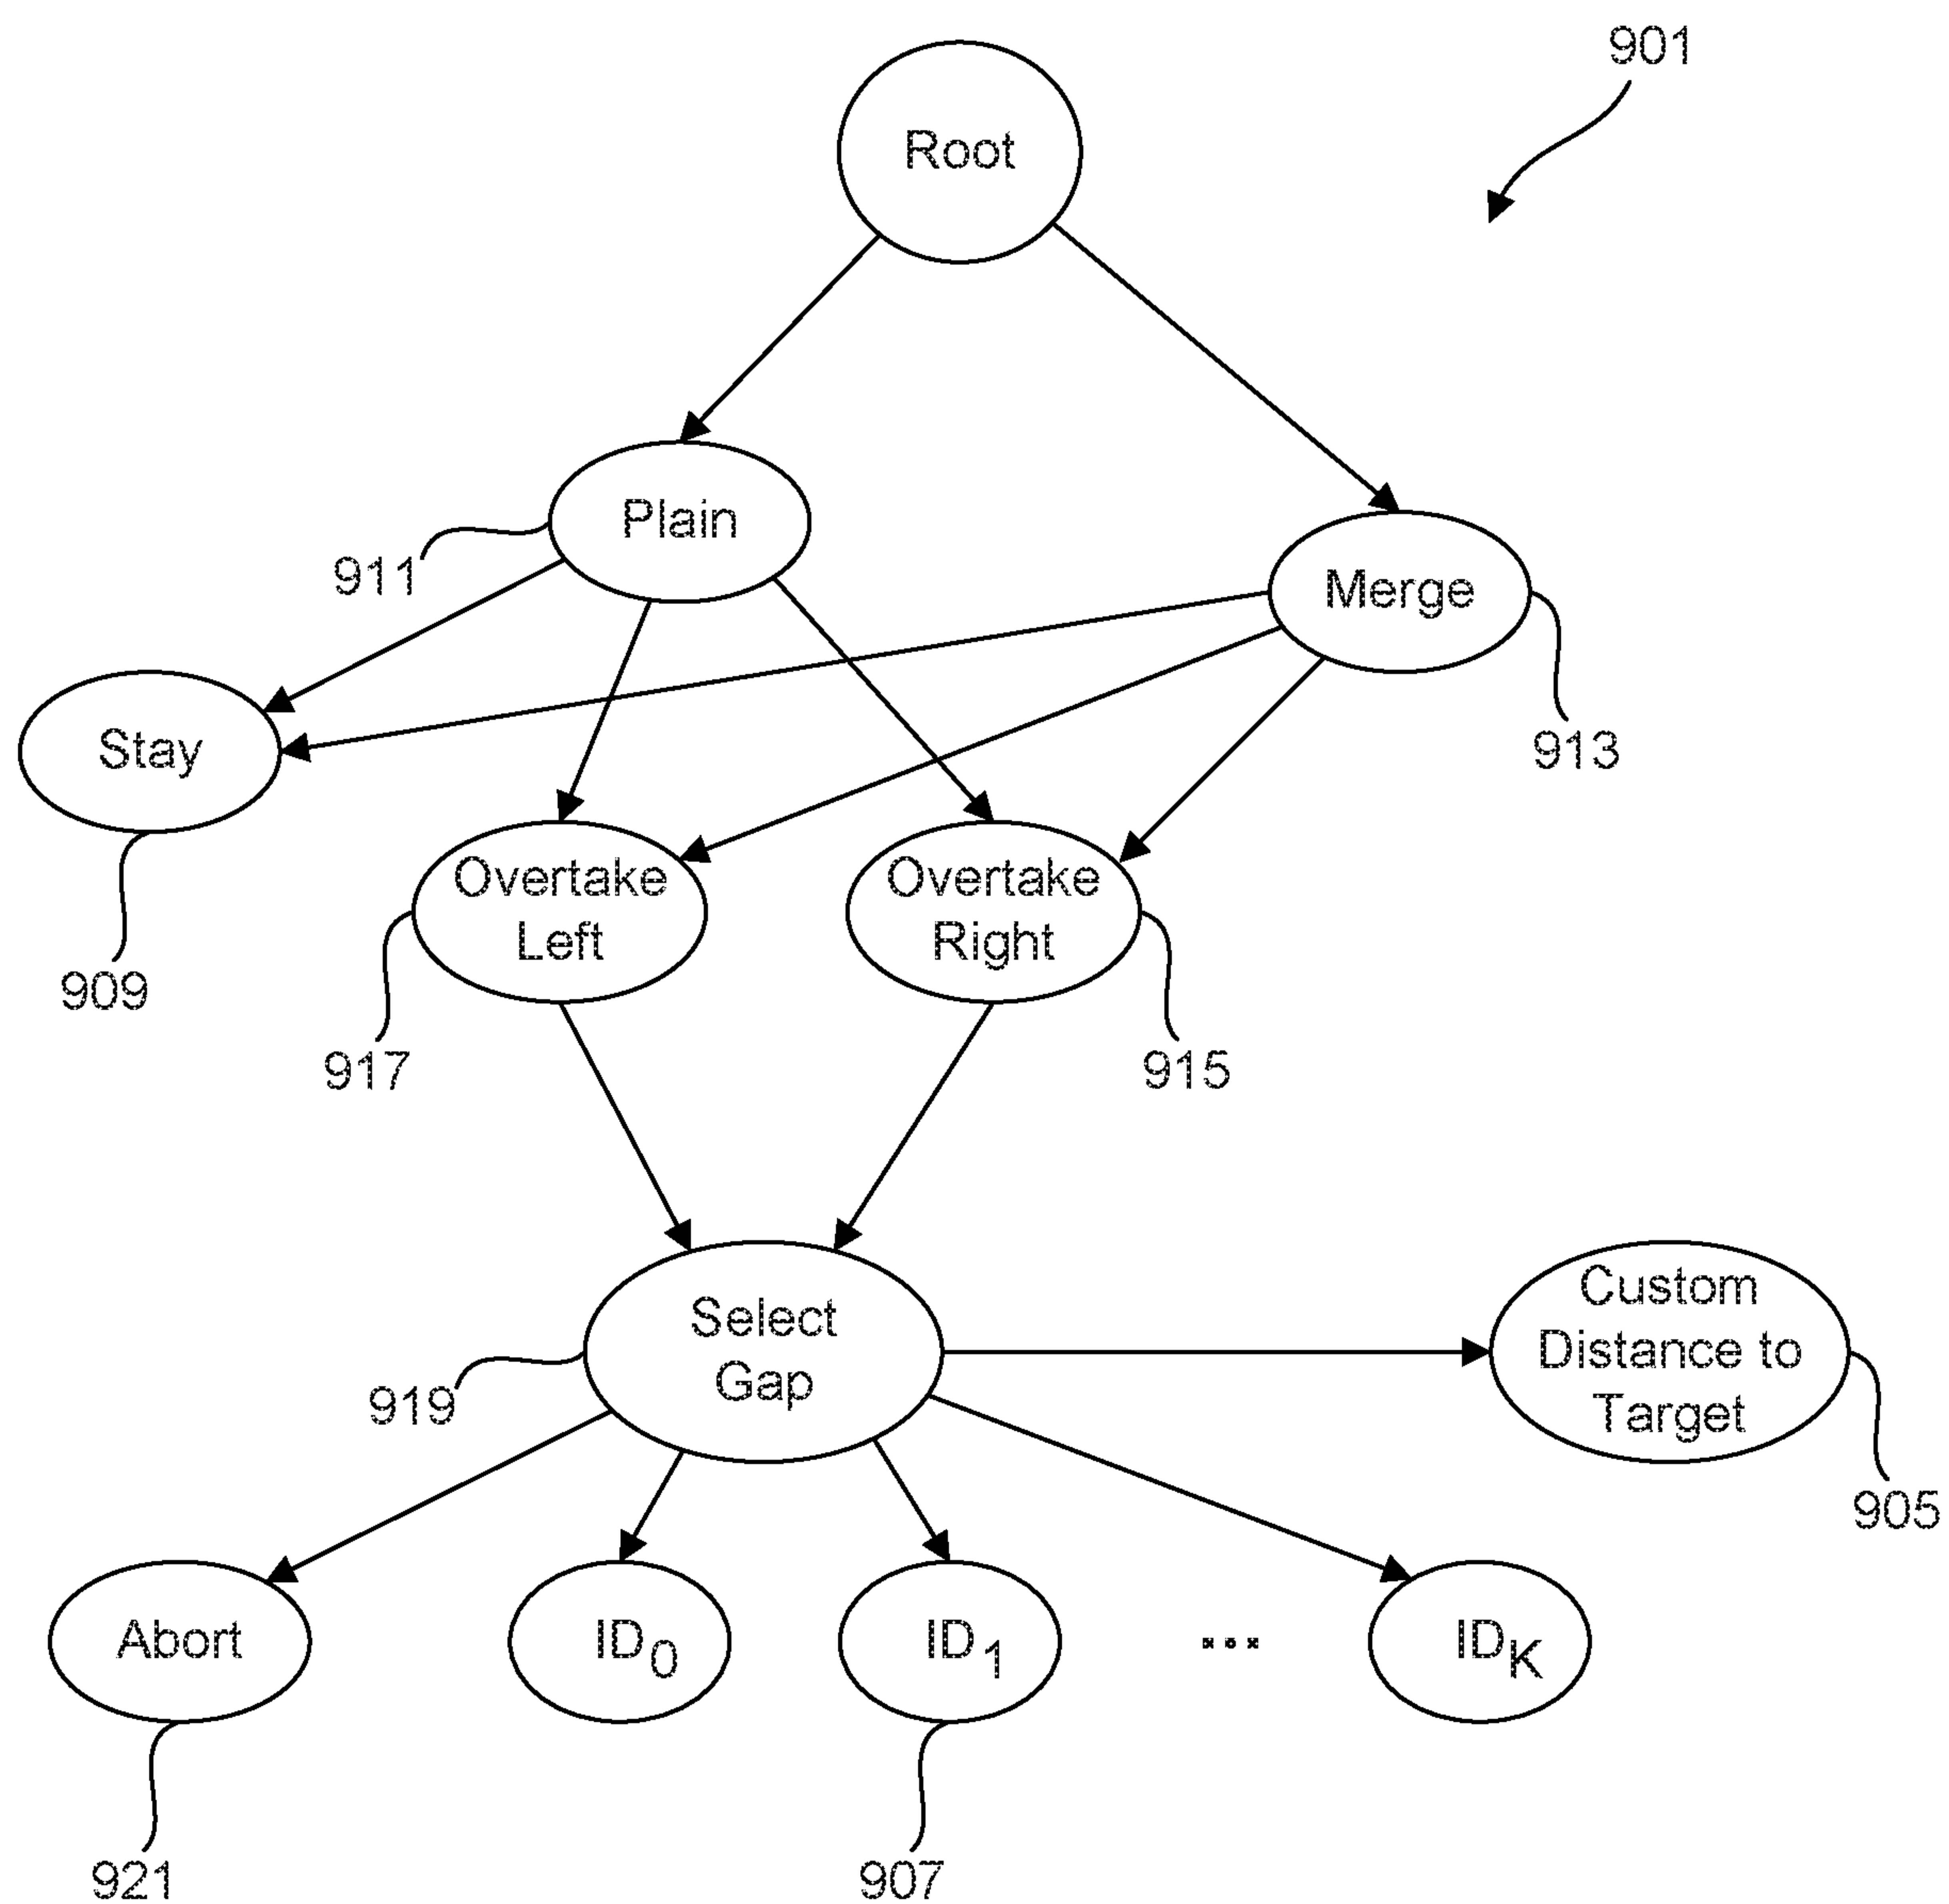 901
Root
Plain
911
Merge
913
Stay
909
Overtake
Left
917
Overtake
Right
915
Select
Gap
919
Custom
Distance to
Target
905
Abort
921
ID0
ID1
907
...
IDK